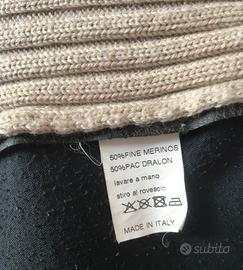 50%FINE MERINOS
50%PAC DRALON
lavare a mano
stiro al rovescio
MADE IN ITALY
subito